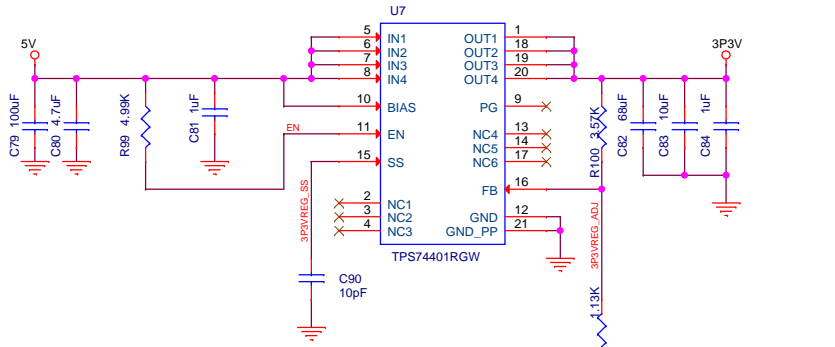 U7
5V
3P3V
5 IN1 OUT1 1
6 IN2 OUT2 18
7 IN3 OUT3 19
8 IN4 OUT4 20
C79 100uF
C80 4.7uF
R99 4.99K
C81 1uF
10 BIAS PG 9
EN 11 EN NC4 13
NC5 14
15 SS NC6 17
R100 3.57K
C82 68uF
C83 10uF
C84 1uF
FB 16
3P3VREG_SS
2 NC1
3 NC2 GND 12
4 NC3 GND_PP 21
3P3VREG_ADJ
TPS74401RGW
C90
10pF
1.13K